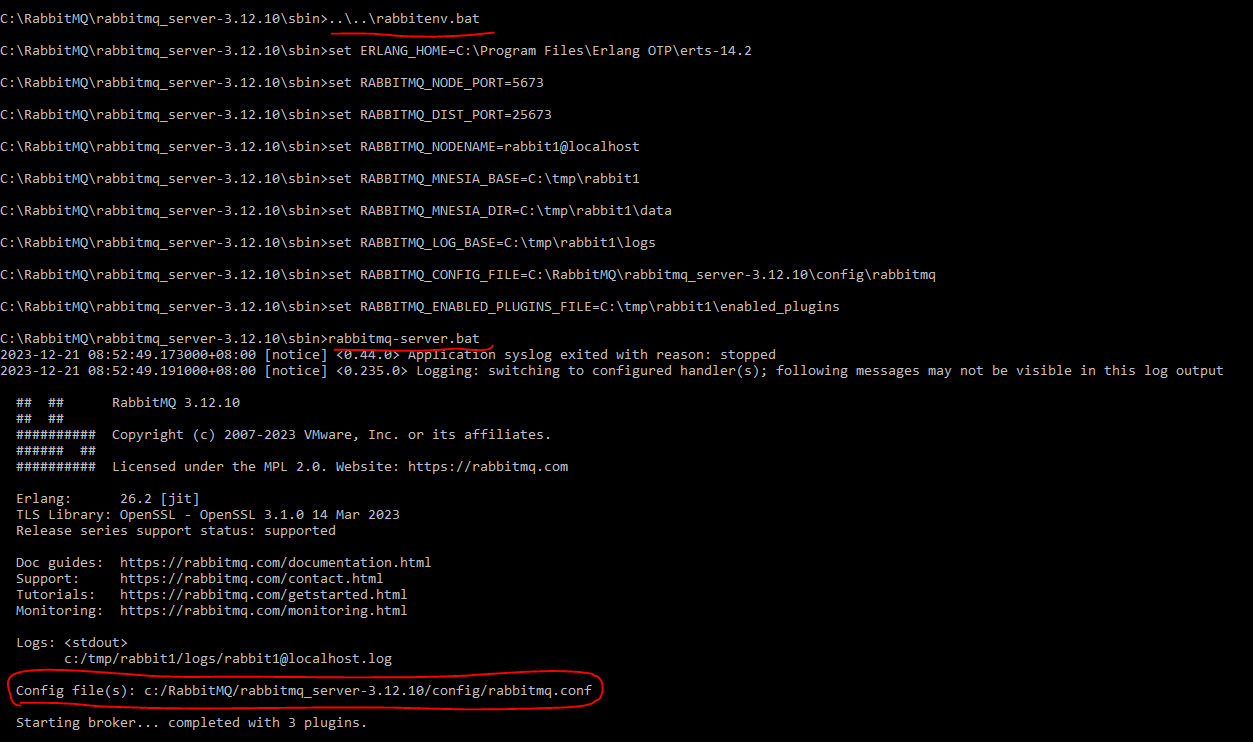 C:\RabbitMQ\rabbitmq_server-3.12.10\sbin>..\..\rabbitenv.bat
C:\RabbitMQ\rabbitmq_server-3.12.10\sbin>set ERLANG_HOME=C:\Program Files\Erlang OTP\erts-14.2
C:\RabbitMQ\rabbitmq_server-3.12.10\sbin>set RABBITMQ_NODE_PORT=5673
C:\RabbitMQ\rabbitmq_server-3.12.10\sbin>set RABBITMQ_DIST_PORT=25673
C:\RabbitMQ\rabbitmq_server-3.12.10\sbin>set RABBITMQ_NODENAME=rabbit1@localhost
C:\RabbitMQ\rabbitmq_server-3.12.10\sbin>set RABBITMQ_MNESIA_BASE=C:\tmp\rabbit1
C:\RabbitMQ\rabbitmq_server-3.12.10\sbin>set RABBITMQ_MNESIA_DIR=C:\tmp\rabbit1\data
C:\RabbitMQ\rabbitmq_server-3.12.10\sbin>set RABBITMQ_LOG_BASE=C:\tmp\rabbit1\logs
C:\RabbitMQ\rabbitmq_server-3.12.10\sbin>set RABBITMQ_CONFIG_FILE=C:\RabbitMQ\rabbitmq_server-3.12.10\config\rabbitmq
C:\RabbitMQ\rabbitmq_server-3.12.10\sbin>set RABBITMQ_ENABLED_PLUGINS_FILE=C:\tmp\rabbit1\enabled_plugins
C:\RabbitMQ\rabbitmq_server-3.12.10\sbin>rabbitmq-server.bat
2023-12-21 08:52:49.173000+08:00 [notice] <0.44.0> Application syslog exited with reason: stopped
2023-12-21 08:52:49.191000+08:00 [notice] <0.235.0> Logging: switching to configured handler(s); following messages may not be visible in this log output
##  ##      RabbitMQ 3.12.10
##  ##
##########  Copyright (c) 2007-2023 VMware, Inc. or its affiliates.
######  ##
##########  Licensed under the MPL 2.0. Website: https://rabbitmq.com
Erlang:      26.2 [jit]
TLS Library: OpenSSL - OpenSSL 3.1.0 14 Mar 2023
Release series support status: supported
Doc guides:  https://rabbitmq.com/documentation.html
Support:     https://rabbitmq.com/contact.html
Tutorials:   https://rabbitmq.com/getstarted.html
Monitoring:  https://rabbitmq.com/monitoring.html
Logs: <stdout>
c:/tmp/rabbit1/logs/rabbit1@localhost.log
Config file(s): c:/RabbitMQ/rabbitmq_server-3.12.10/config/rabbitmq.conf
Starting broker... completed with 3 plugins.